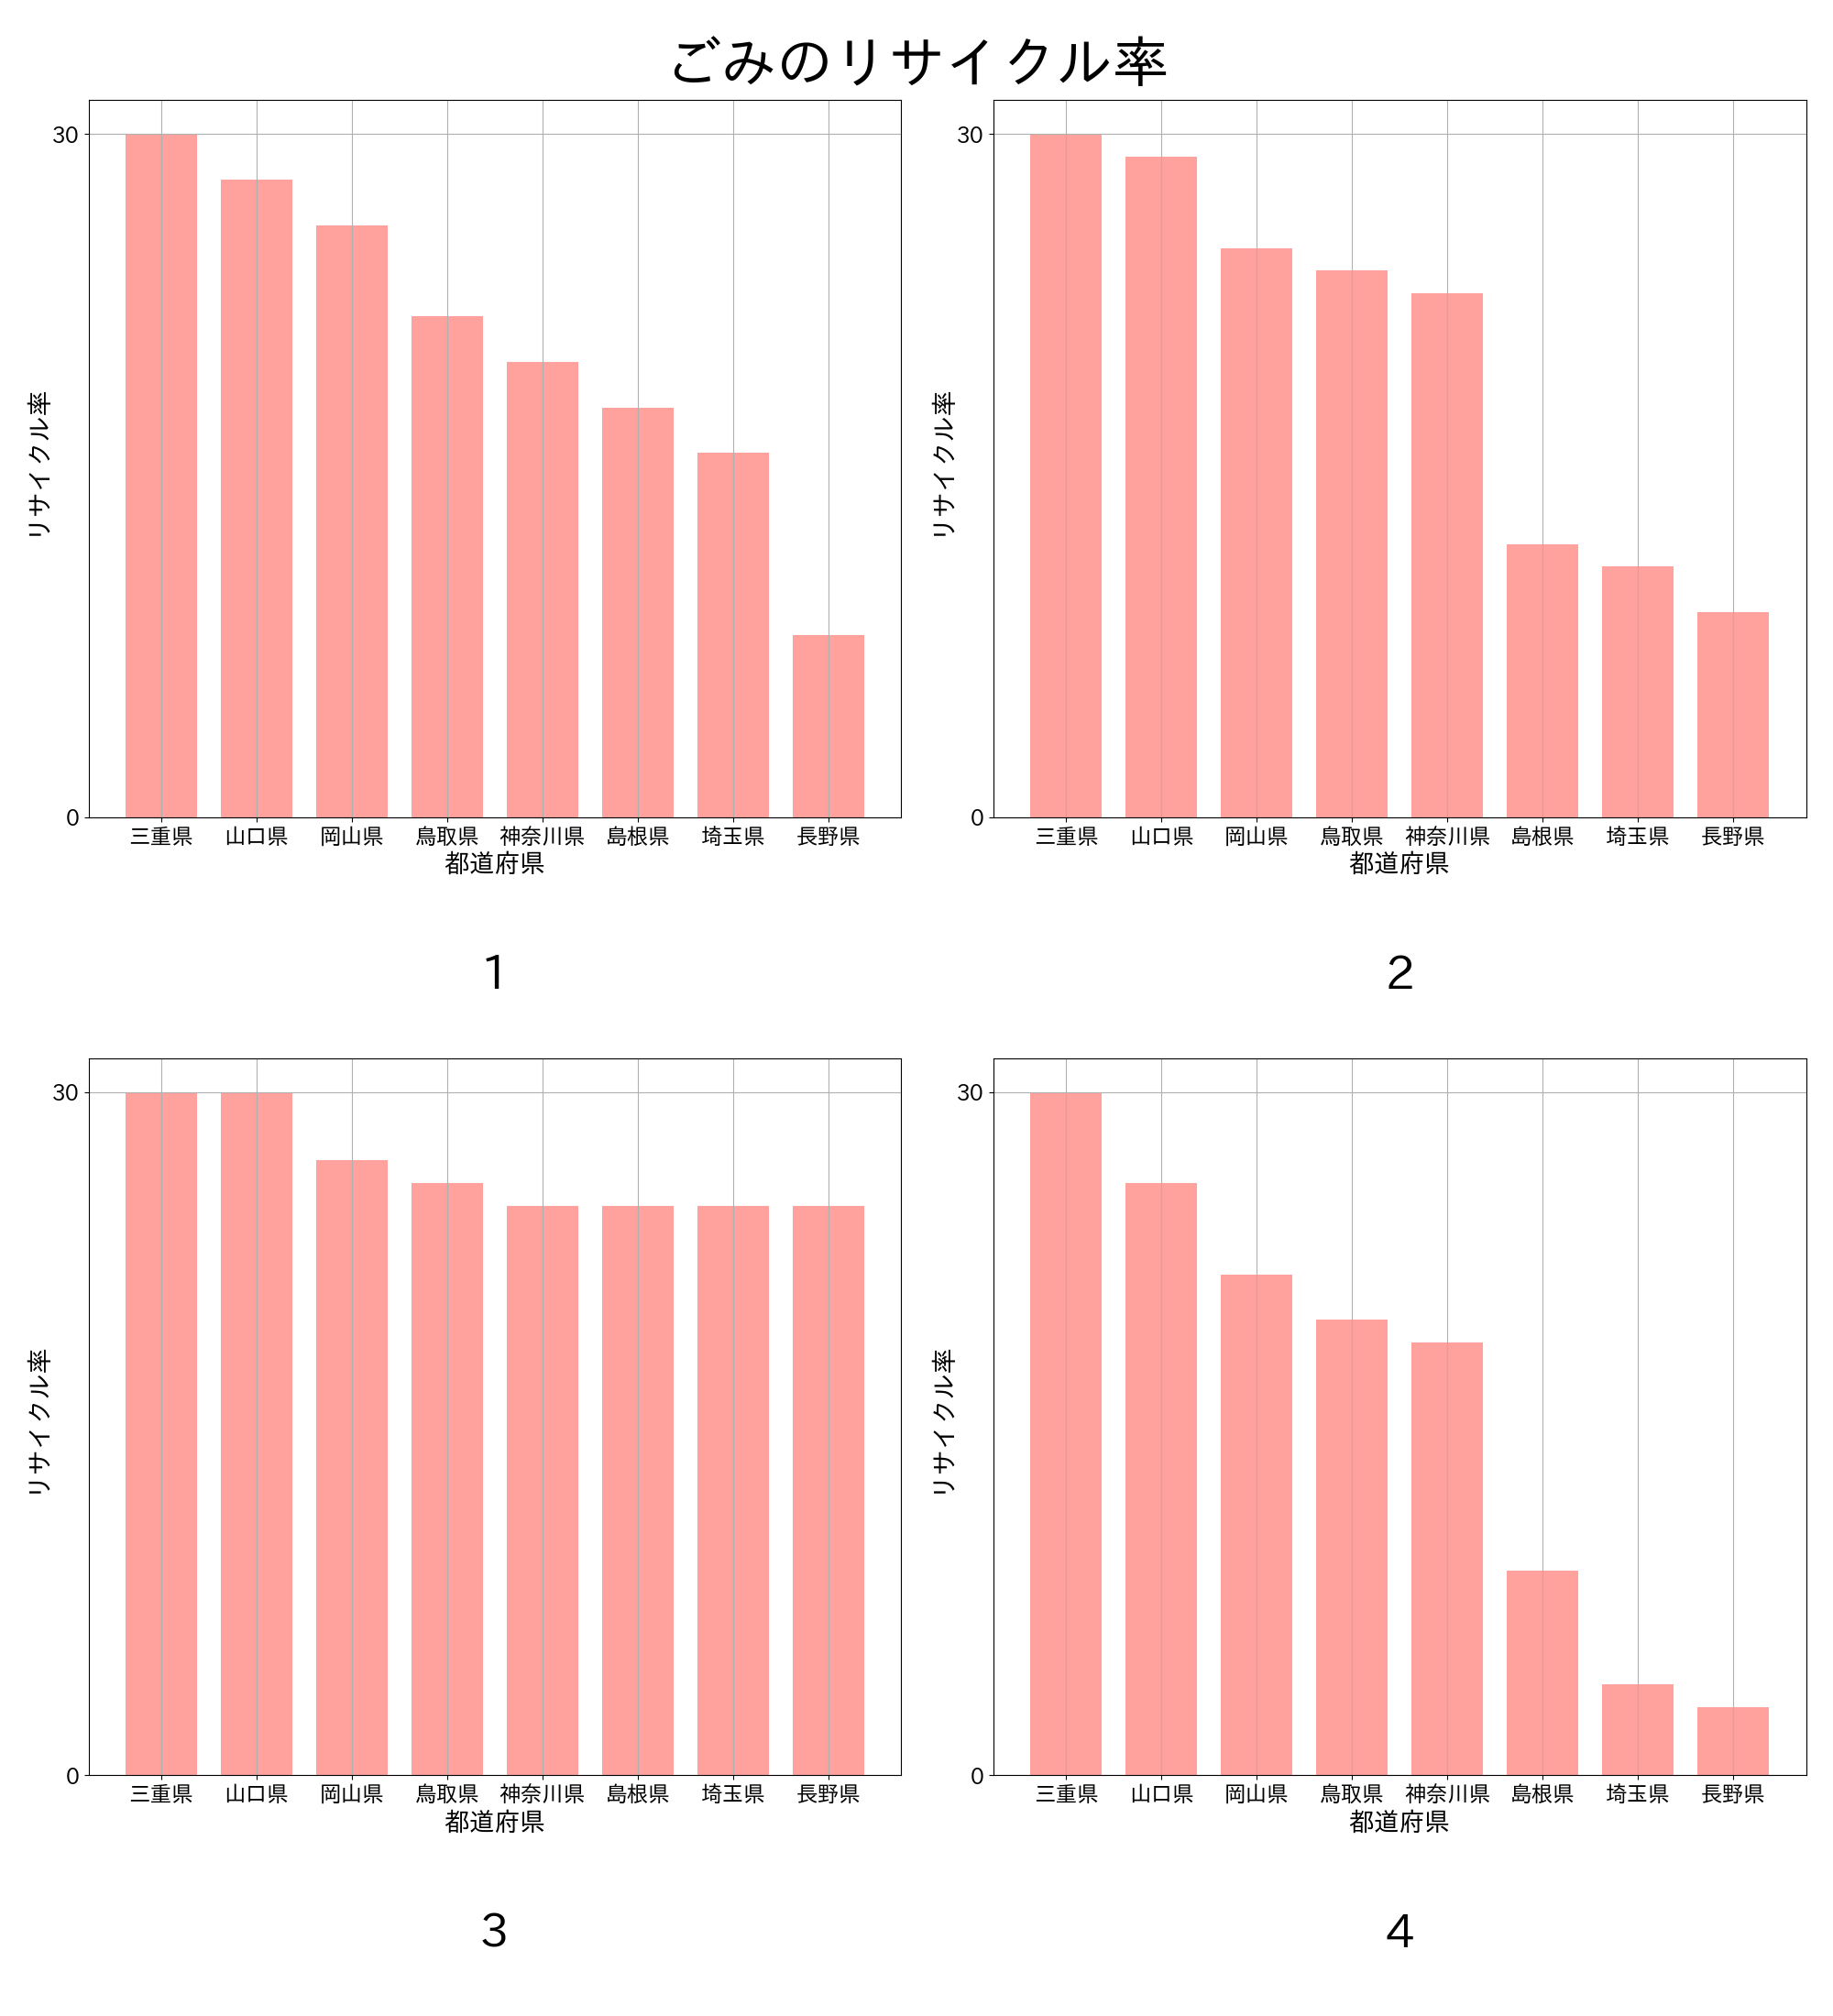 ごみのリサイクル率
30
0
リサイクル率
三重県 山口県 岡山県 鳥取県 神奈川県 島根県 埼玉県 長野県
都道府県
1
30
0
リサイクル率
三重県 山口県 岡山県 鳥取県 神奈川県 島根県 埼玉県 長野県
都道府県
2
30
0
リサイクル率
三重県 山口県 岡山県 鳥取県 神奈川県 島根県 埼玉県 長野県
都道府県
3
30
0
リサイクル率
三重県 山口県 岡山県 鳥取県 神奈川県 島根県 埼玉県 長野県
都道府県
4